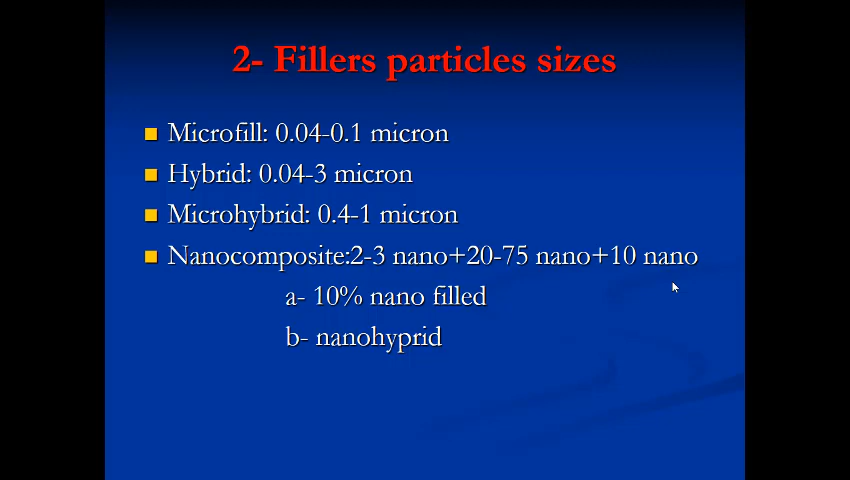 2- Fillers particles sizes
Microfill: 0.04-0.1 micron
Hybrid: 0.04-3 micron
Microhybrid: 0.4-1 micron
Nanocomposite:2-3 nano+20-75 nano+10 nano
a- 10% nano filled
b- nanohyprid